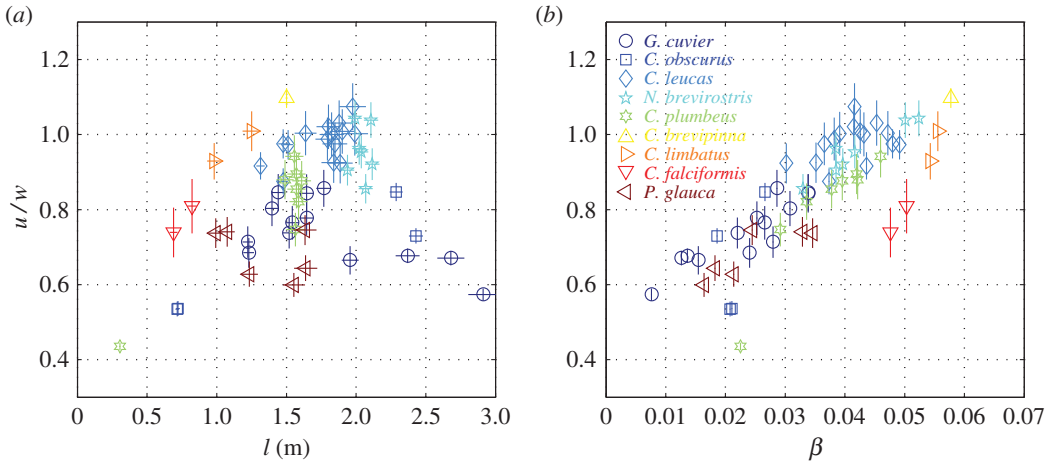 (a)
(b)
1.2
1.0
0.8
0.6
0.4
u/w
0
0.5
1.0
1.5
2.0
2.5
3.0
l (m)
1.2
1.0
0.8
0.6
0.4
G. cuvier
C. obscurus
C. leucas
N. brevirostris
C. plumbeus
C. brevipinna
C. limbatus
C. falciformis
P. glauca
0
0.01
0.02
0.03
0.04
0.05
0.06
0.07
β